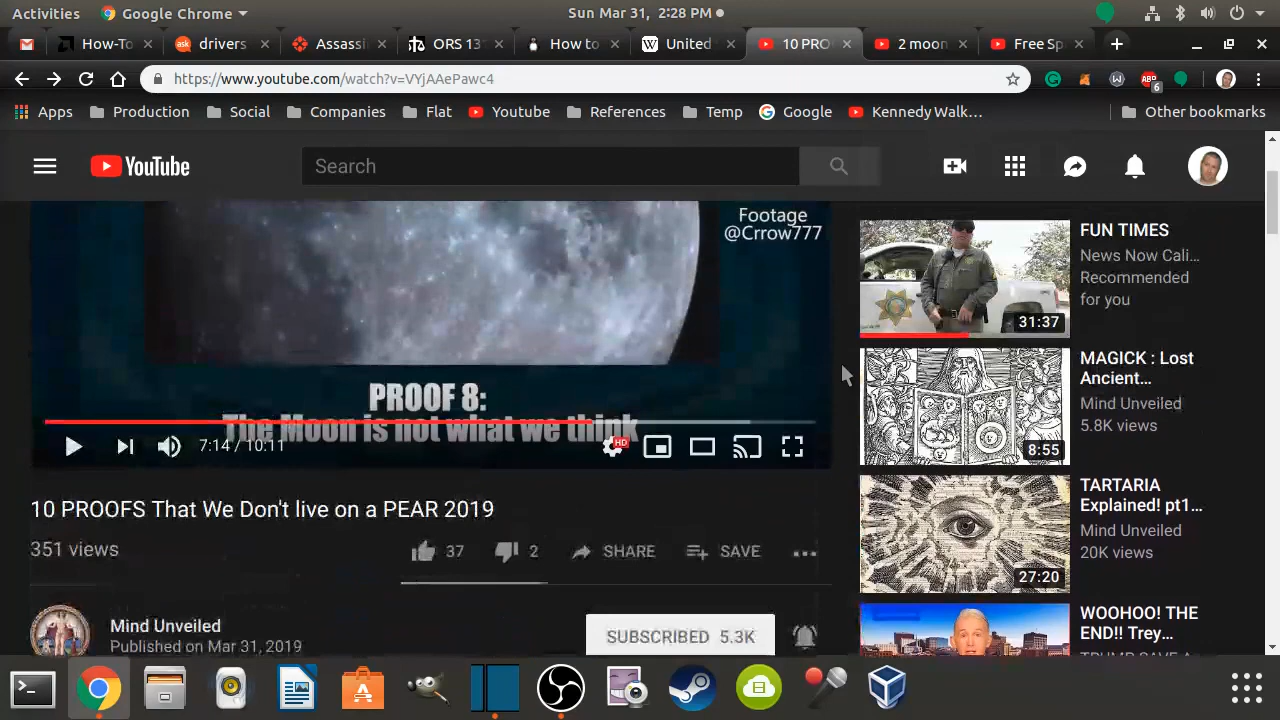 Activities
Google Chrome
Sun Mar 31, 2:28 PM
How-To
ask
drivers
Assassi
ORS 13
How to
W
United
10 PRO
2 moon
Free Sp
https://www.youtube.com/watch?v=VYjAAePawc4
ABP
6
Apps
Production
Social
Companies
Flat
Youtube
References
Temp
Google
Kennedy Walk…
Other bookmarks
YouTube
Search
Footage
@Crrow777
PROOF 8:
The Moon is not what we think
7:14 / 10:11
HD
10 PROOFS That We Don't live on a PEAR 2019
351 views
37
2
SHARE
SAVE
Mind Unveiled
Published on Mar 31, 2019
SUBSCRIBED 5.3K
FUN TIMES
News Now Cali…
Recommended
for you
31:37
MAGICK : Lost
Ancient…
Mind Unveiled
5.8K views
8:55
TARTARIA
Explained! pt1…
Mind Unveiled
20K views
27:20
WOOHOO! THE
END!! Trey…